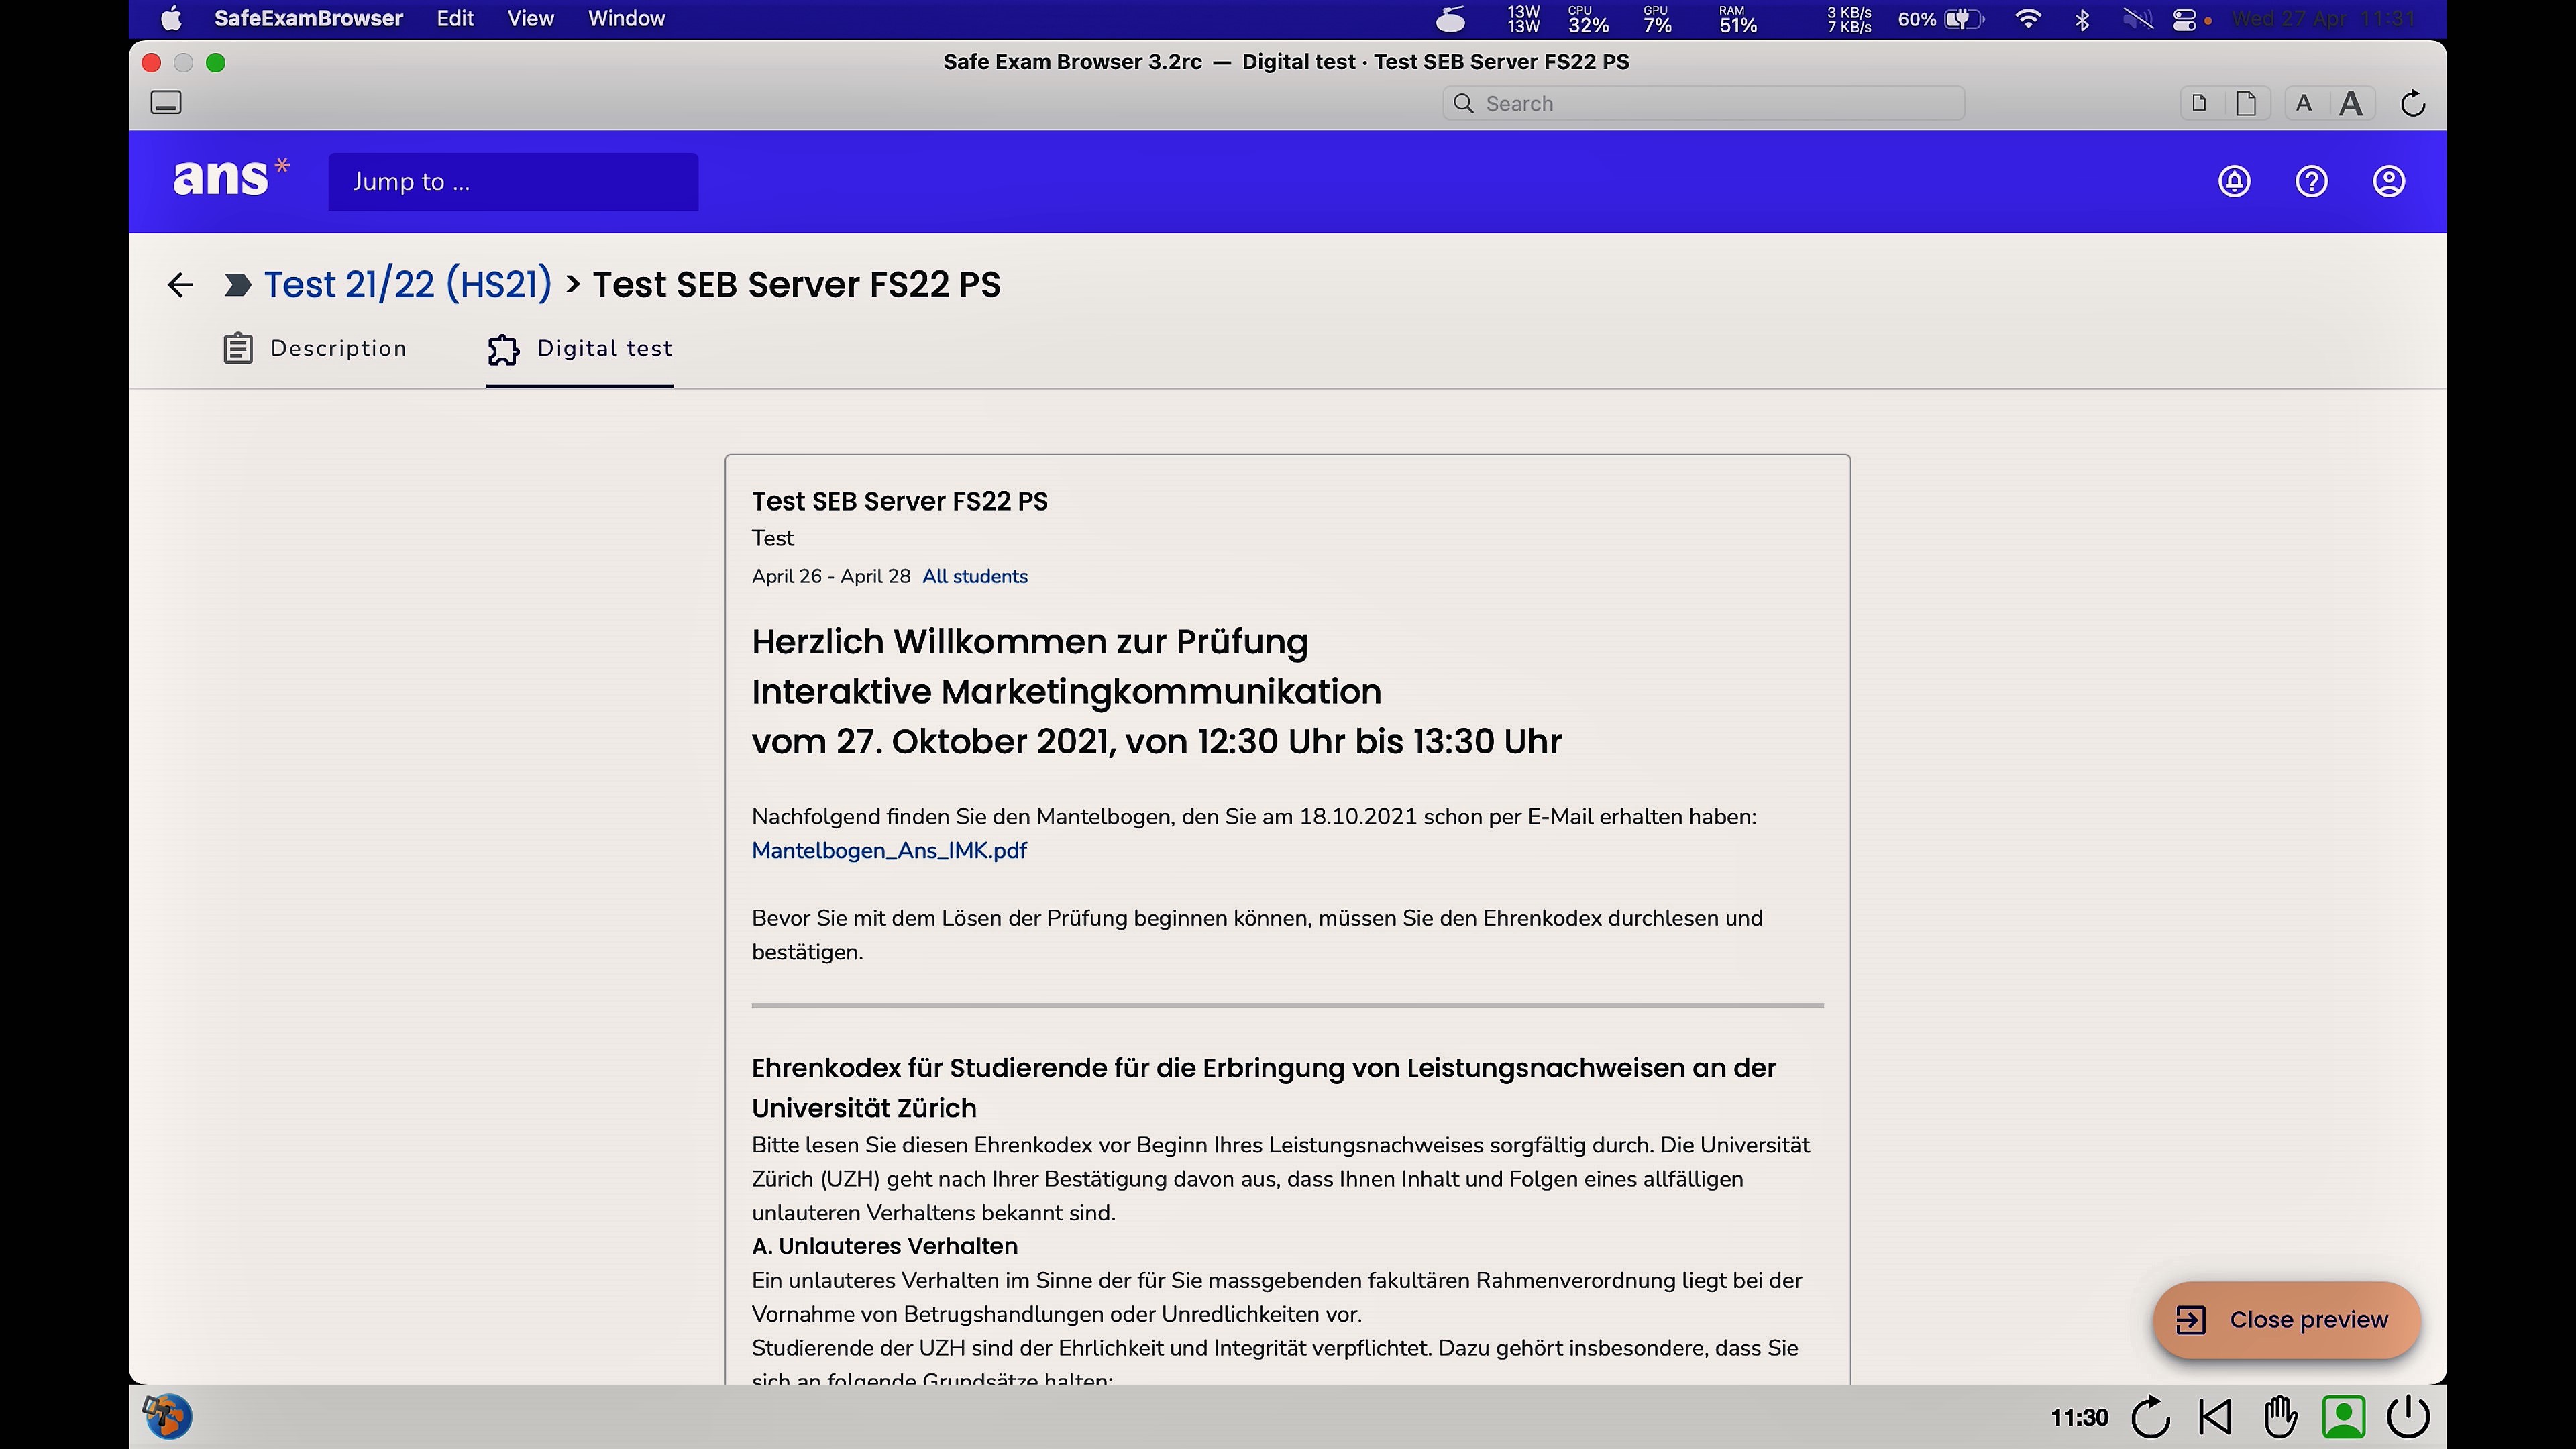 SafeExamBrowser Edit View Window
13W 13W CPU 32% GPU 7% RAM 51% 3 KB/s 7 KB/s 60% Wed 27 Apr 11:31
Safe Exam Browser 3.2rc — Digital test · Test SEB Server FS22 PS
Search A A
ans* Jump to ...
Test 21/22 (HS21) > Test SEB Server FS22 PS
Description Digital test
Test SEB Server FS22 PS
Test
April 26 - April 28 All students
Herzlich Willkommen zur Prüfung
Interaktive Marketingkommunikation
vom 27. Oktober 2021, von 12:30 Uhr bis 13:30 Uhr
Nachfolgend finden Sie den Mantelbogen, den Sie am 18.10.2021 schon per E-Mail erhalten haben:
Mantelbogen_Ans_IMK.pdf
Bevor Sie mit dem Lösen der Prüfung beginnen können, müssen Sie den Ehrenkodex durchlesen und
bestätigen.
Ehrenkodex für Studierende für die Erbringung von Leistungsnachweisen an der
Universität Zürich
Bitte lesen Sie diesen Ehrenkodex vor Beginn Ihres Leistungsnachweises sorgfältig durch. Die Universität
Zürich (UZH) geht nach Ihrer Bestätigung davon aus, dass Ihnen Inhalt und Folgen eines allfälligen
unlauteren Verhaltens bekannt sind.
A. Unlauteres Verhalten
Ein unlauteres Verhalten im Sinne der für Sie massgebenden fakultären Rahmenverordnung liegt bei der
Vornahme von Betrugshandlungen oder Unredlichkeiten vor.
Studierende der UZH sind der Ehrlichkeit und Integrität verpflichtet. Dazu gehört insbesondere, dass Sie
sich an folgende Grundsätze halten:
Close preview
11:30